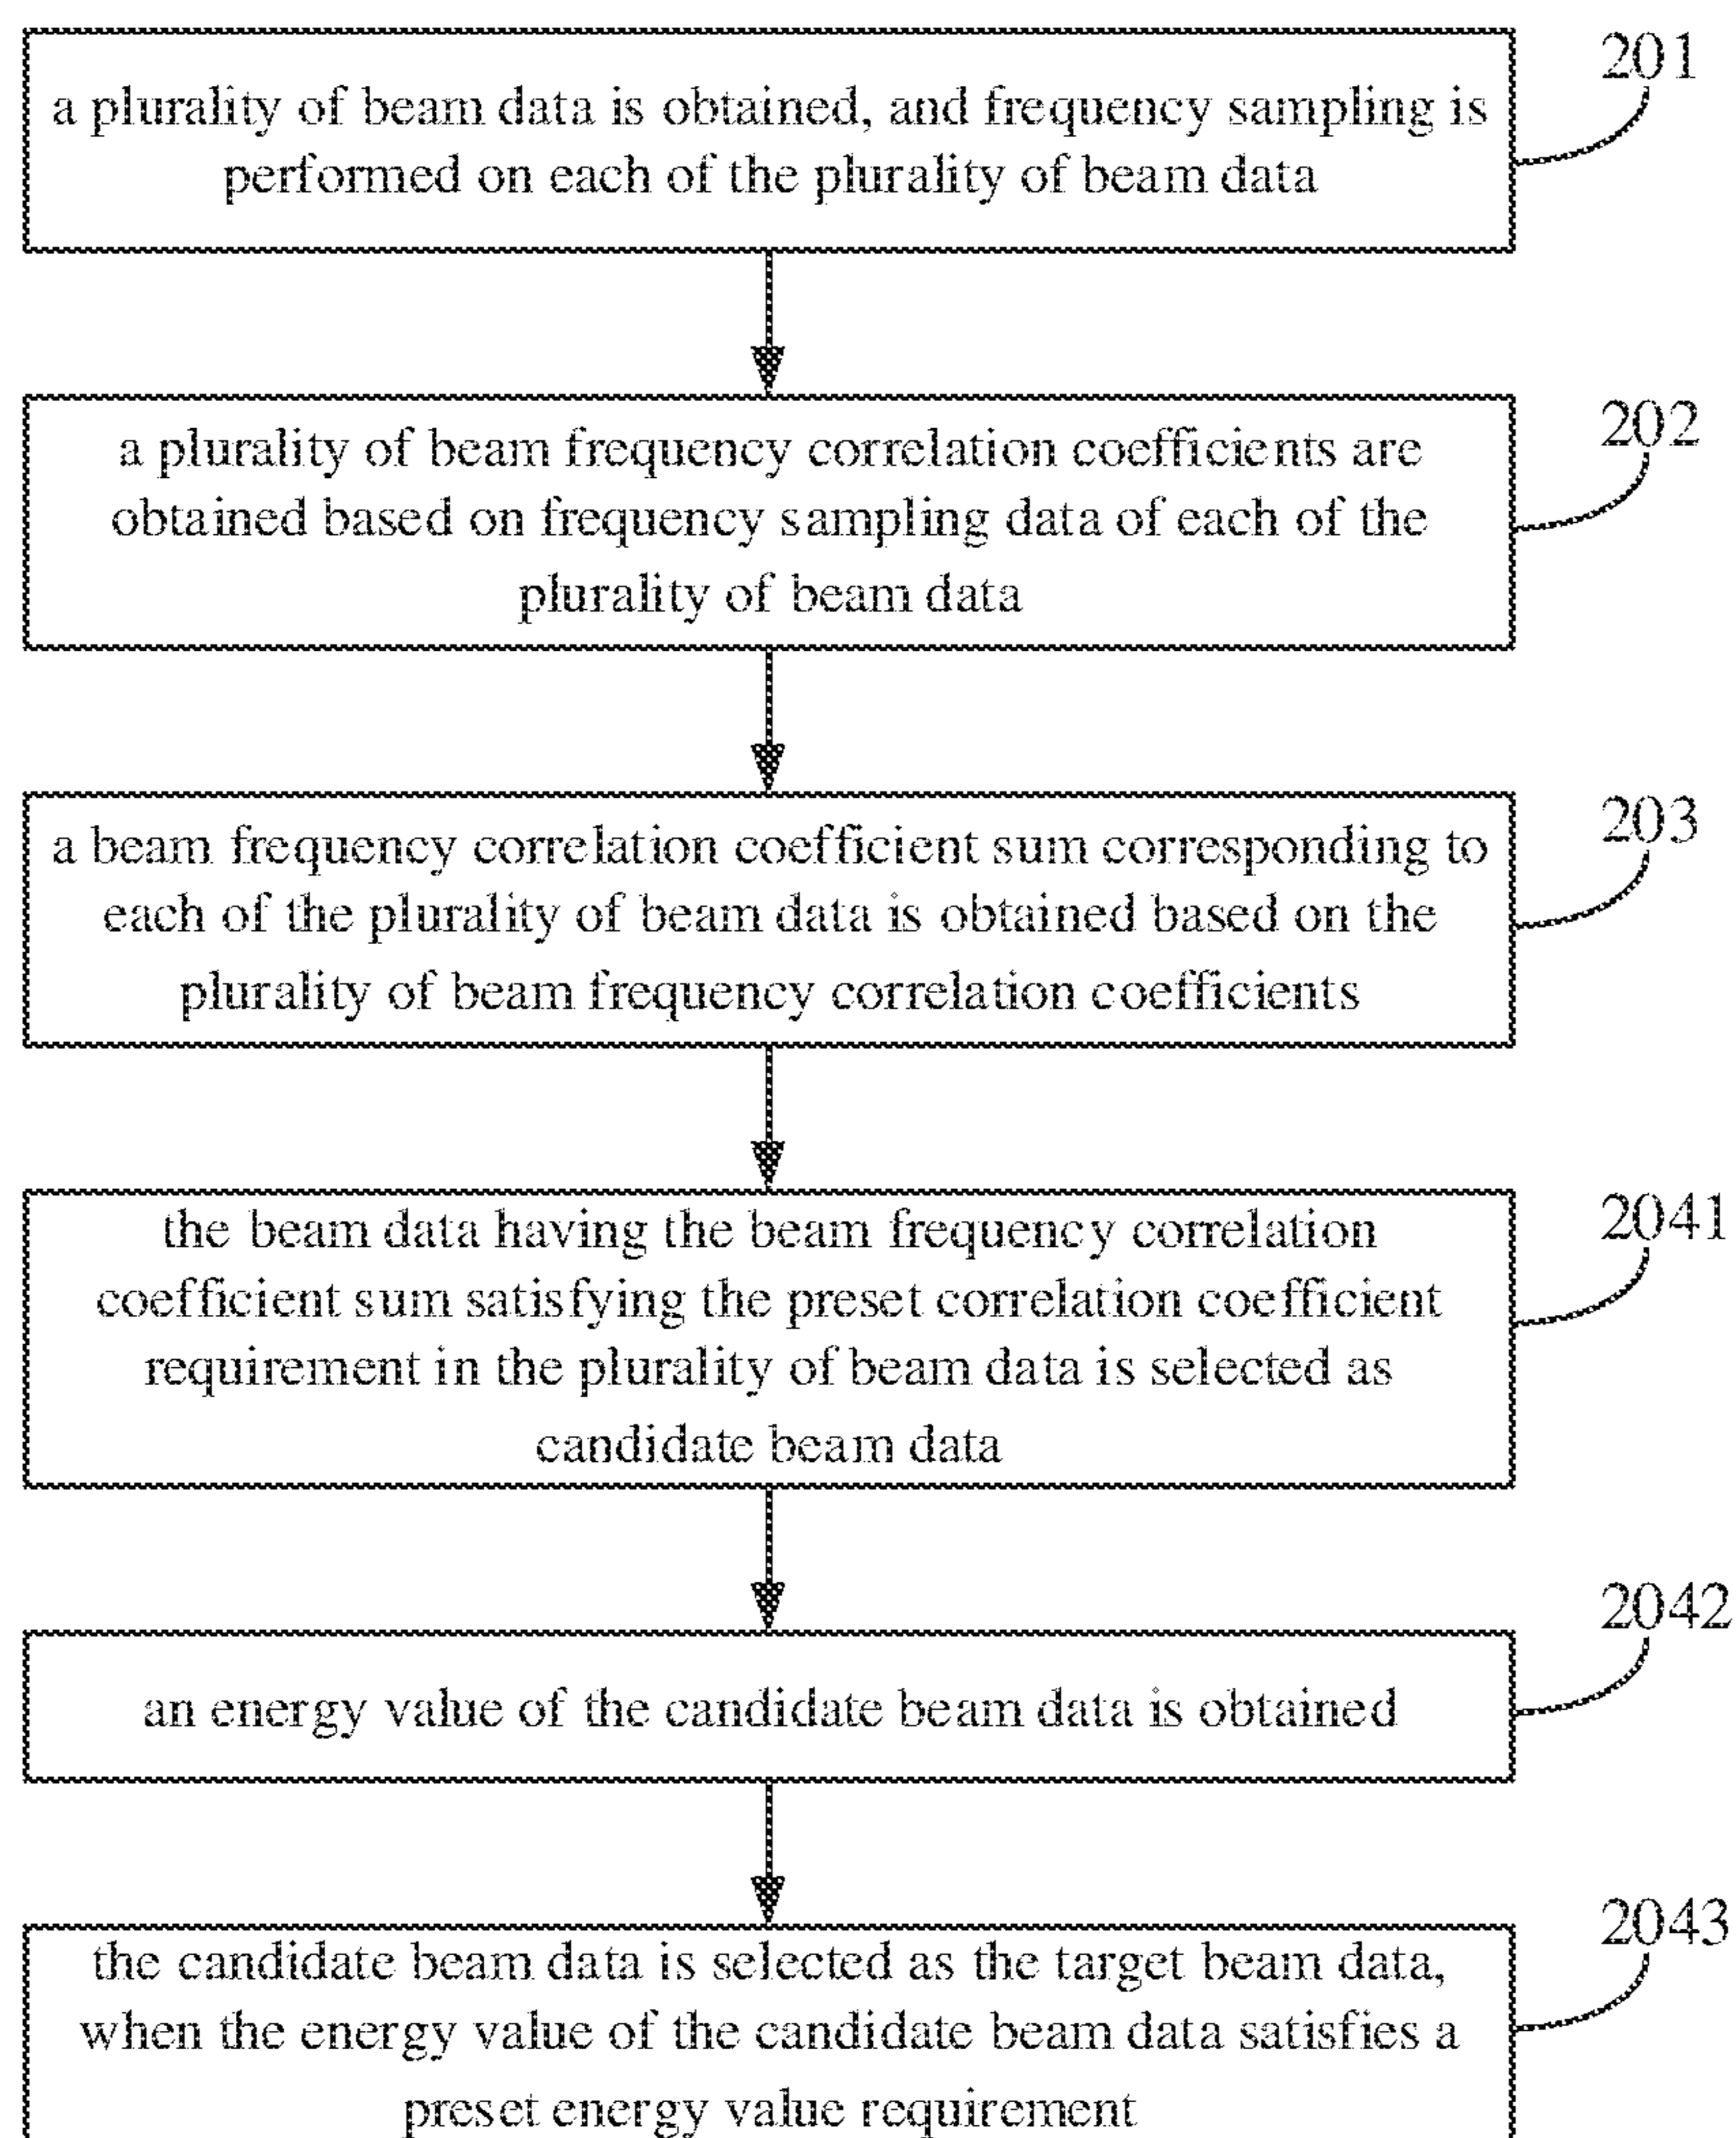 201
a plurality of beam data is obtained, and frequency sampling is
performed on each of the plurality of beam data
202
a plurality of beam frequency correlation coefficients are
obtained based on frequency sampling data of each of the
plurality of beam data
203
a beam frequency correlation coefficient sum corresponding to
each of the plurality of beam data is obtained based on the
plurality of beam frequency correlation coefficients
2041
the beam data having the beam frequency correlation
coefficient sum satisfying the preset correlation coefficient
requirement in the plurality of beam data is selected as
candidate beam data
2042
an energy value of the candidate beam data is obtained
2043
the candidate beam data is selected as the target beam data,
when the energy value of the candidate beam data satisfies a
preset energy value requirement